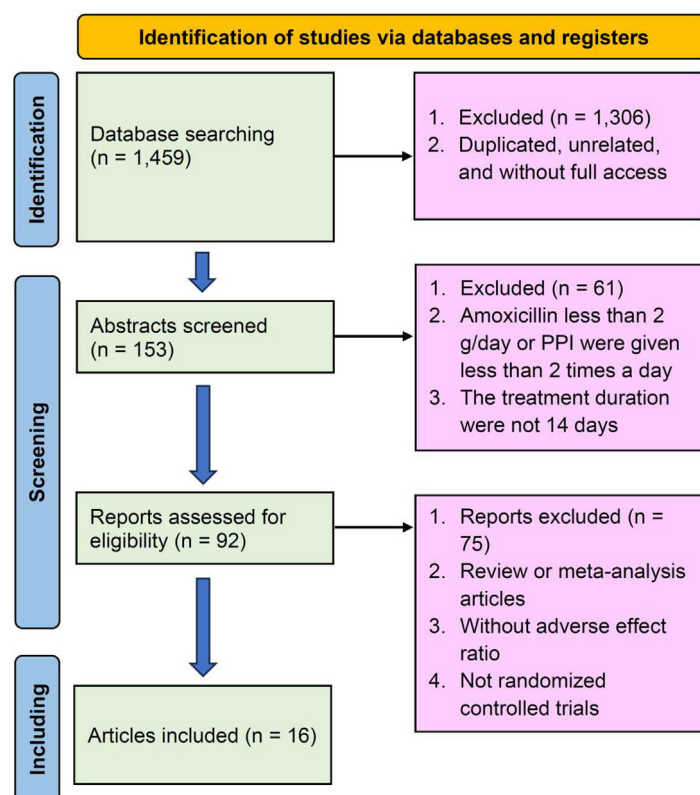 Identification of studies via databases and registers
Identification
Database searching
(n = 1,459)
1. Excluded (n = 1,306)
2. Duplicated, unrelated,
and without full access
Screening
Abstracts screened
(n = 153)
1. Excluded (n = 61)
2. Amoxicillin less than 2
g/day or PPI were given
less than 2 times a day
3. The treatment duration
were not 14 days
Reports assessed for
eligibility (n = 92)
1. Reports excluded (n =
75)
2. Review or meta-analysis
articles
3. Without adverse effect
ratio
4. Not randomized
controlled trials
Including
Articles included (n = 16)